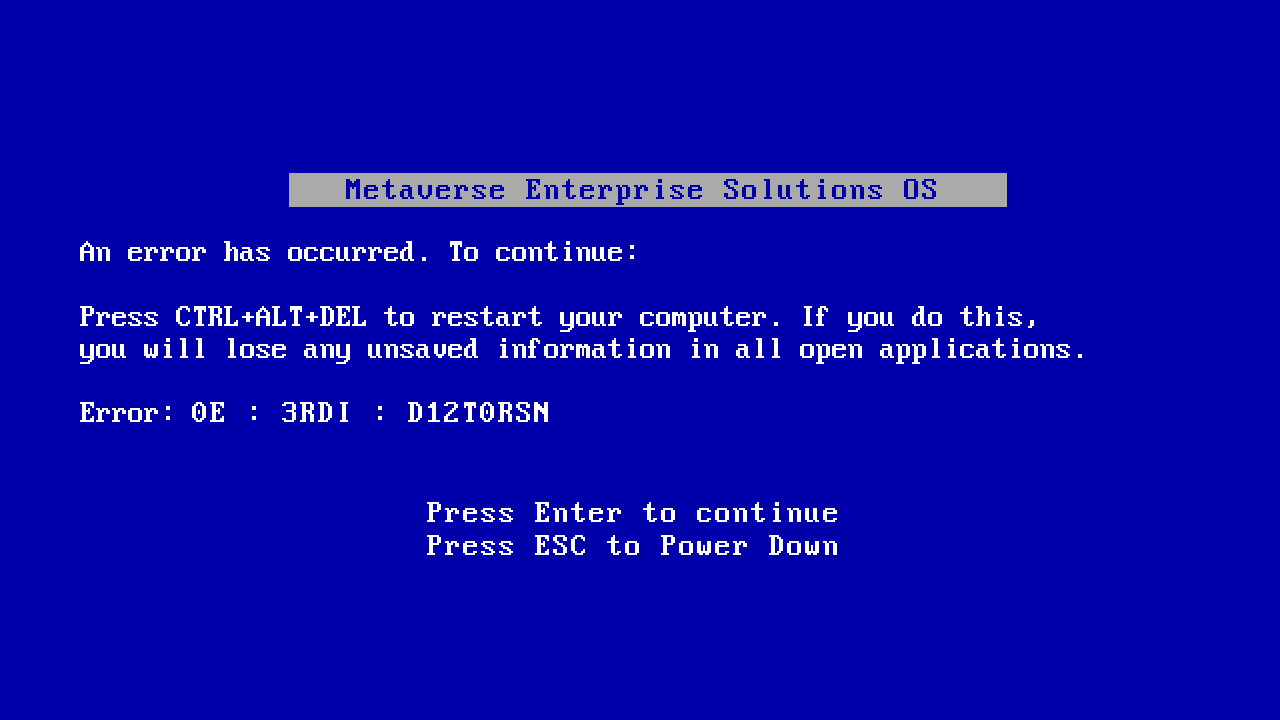 Metaverse Enterprise Solutions OS
An error has occurred. To continue:
Press CTRL+ALT+DEL to restart your computer. If you do this,
you will lose any unsaved information in all open applications.
Error: 0E : 3RDI : D12T0RSN
Press Enter to continue
Press ESC to Power Down